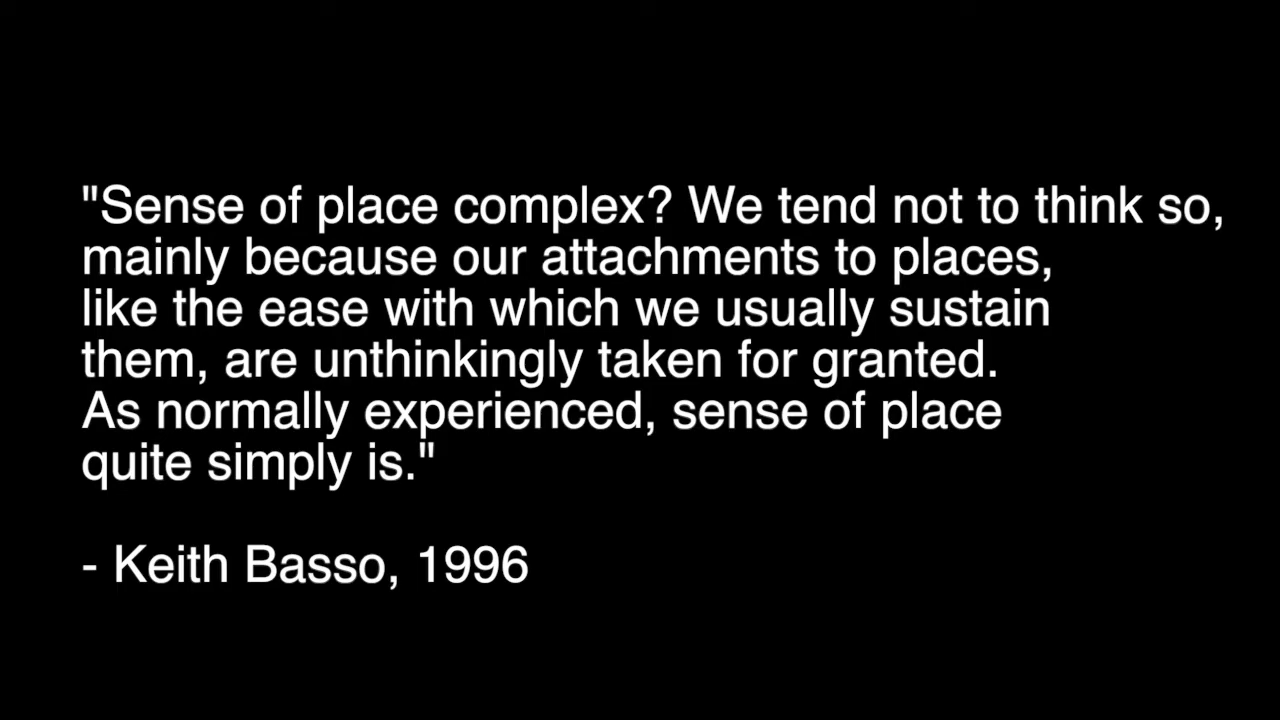 "Sense of place complex? We tend not to think so,
mainly because our attachments to places,
like the ease with which we usually sustain
them, are unthinkingly taken for granted.
As normally experienced, sense of place
quite simply is."
- Keith Basso, 1996